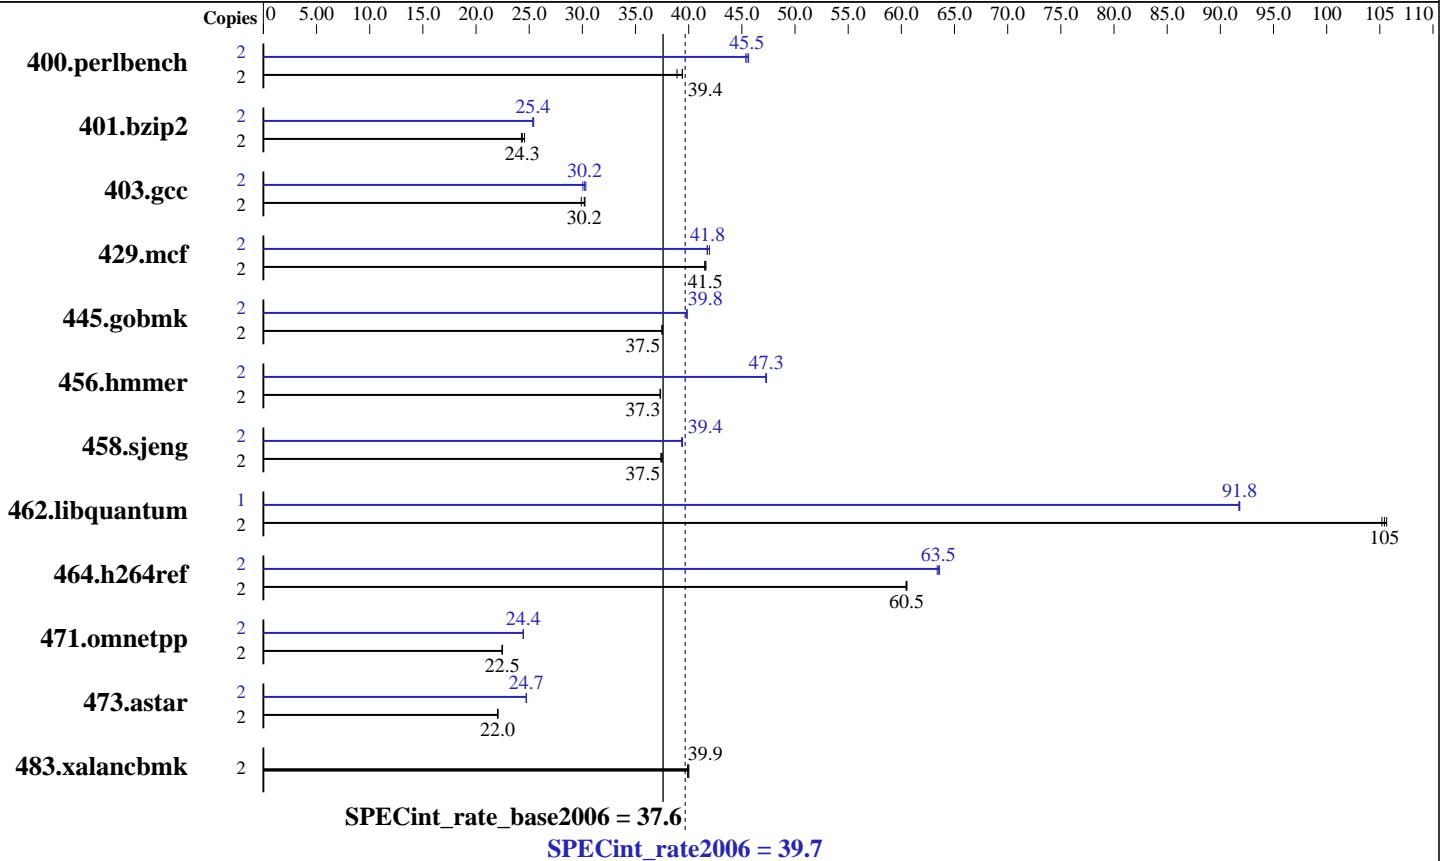 Copies 0 5.00 10.0 15.0 20.0 25.0 30.0 35.0 40.0 45.0 50.0 55.0 60.0 65.0 70.0 75.0 80.0 85.0 90.0 95.0 100 105 110
400.perlbench 2 45.5
2 39.4
401.bzip2 2 25.4
2 24.3
403.gcc 2 30.2
2 30.2
429.mcf 2 41.8
2 41.5
445.gobmk 2 39.8
2 37.5
456.hmmer 2 47.3
2 37.3
458.sjeng 2 39.4
2 37.5
462.libquantum 1 91.8
2 105
464.h264ref 2 63.5
2 60.5
471.omnetpp 2 24.4
2 22.5
473.astar 2 24.7
2 22.0
483.xalancbmk 2 39.9
SPECint_rate_base2006 = 37.6
SPECint_rate2006 = 39.7